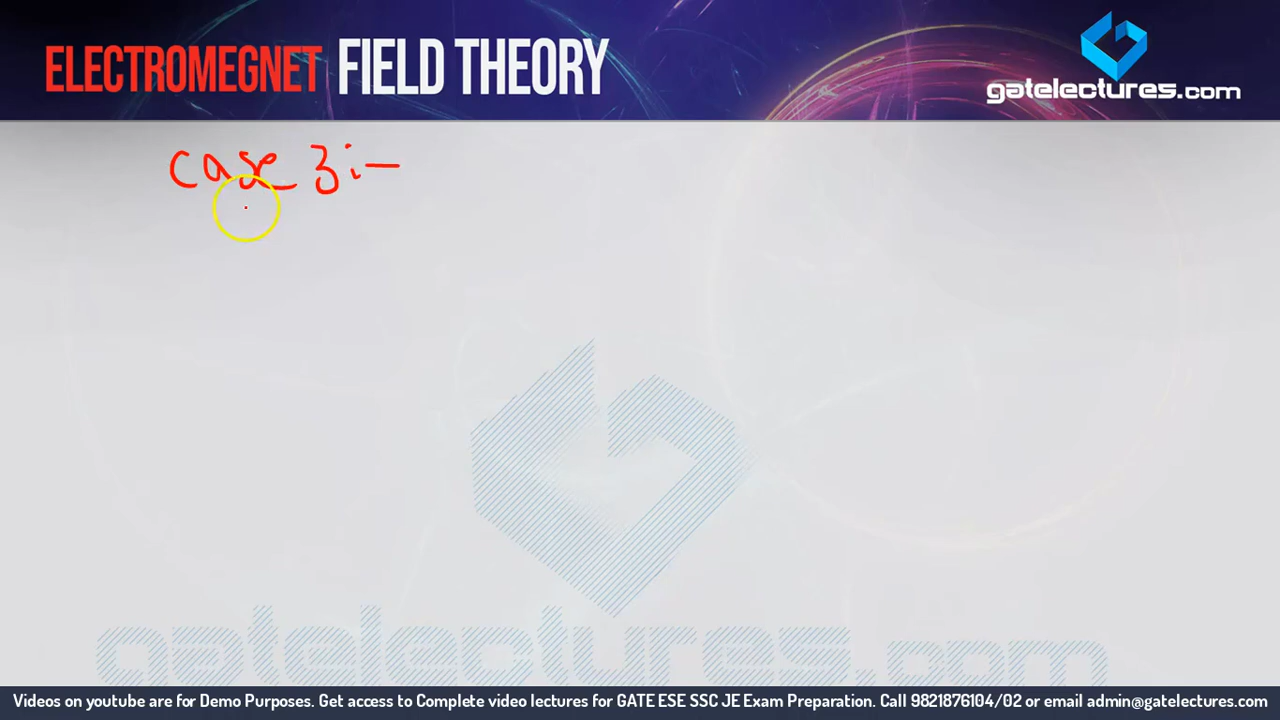 ELECTROMEGNET FIELD THEORY
gatelectures.com
case 3:-
gatelectures.com
Videos on youtube are for Demo Purposes. Get access to Complete video lectures for GATE ESE SSC JE Exam Preparation. Call 9821876104/02 or email admin@gatelectures.com